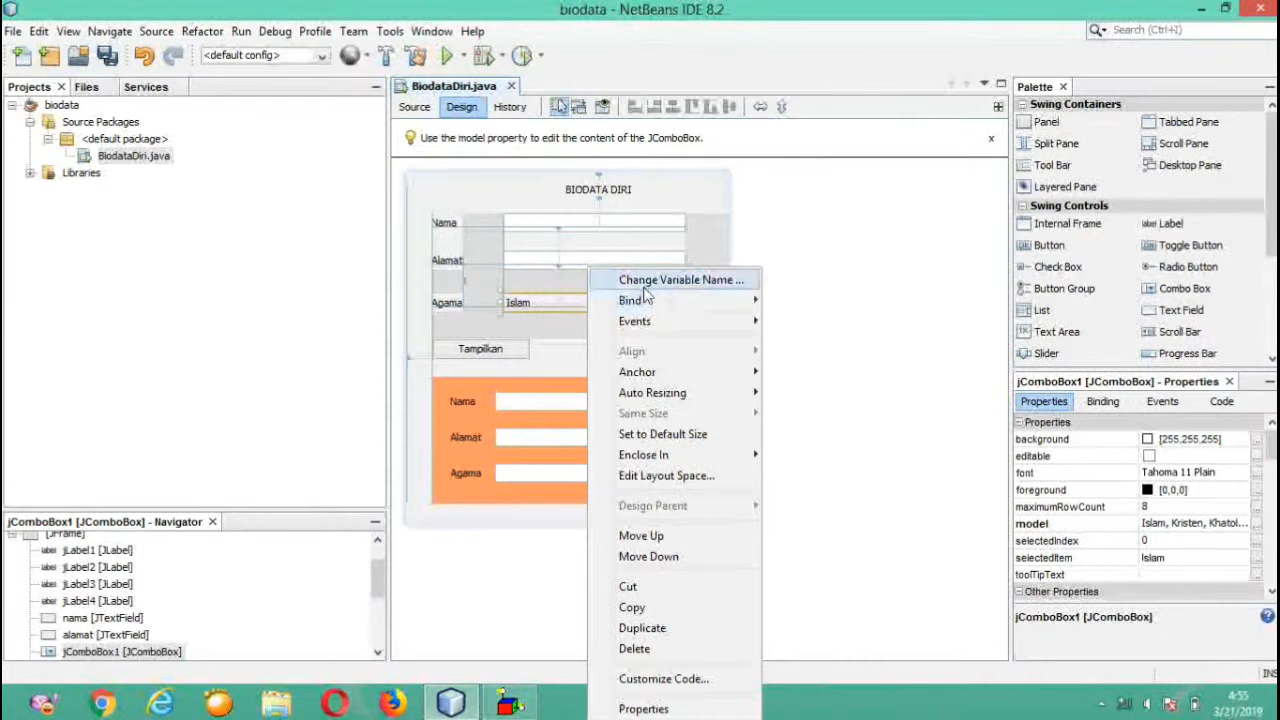 biodata - NetBeans IDE 8.2
File Edit View Navigate Source Refactor Run Debug Profile Team Tools Window Help
Search (Ctrl+I)
<default config>
Projects Files Services
biodata
Source Packages
<default package>
BiodataDiri.java
Libraries
BiodataDiri.java
Source Design History
Use the model property to edit the content of the JComboBox.
x
BIODATA DIRI
Nama
Alamat
Agama Islam
Tampilkan
Nama
Alamat
Agama
Change Variable Name ...
Bind
Events
Align
Anchor
Auto Resizing
Same Size
Set to Default Size
Enclose In
Edit Layout Space...
Design Parent
Move Up
Move Down
Cut
Copy
Duplicate
Delete
Customize Code...
Properties
Palette
Swing Containers
Panel Tabbed Pane
Split Pane Scroll Pane
Tool Bar Desktop Pane
Layered Pane
Swing Controls
Internal Frame Label
Button Toggle Button
Check Box Radio Button
Button Group Combo Box
List Text Field
Text Area Scroll Bar
Slider Progress Bar
jComboBox1 [JComboBox] - Properties
Properties Binding Events Code
Properties
background [255,255,255]
editable
font Tahoma 11 Plain
foreground [0,0,0]
maximumRowCount 8
model Islam, Kristen, Khatol...
selectedIndex 0
selectedItem Islam
toolTipText
Other Properties
jComboBox1 [JComboBox]
jComboBox1 [JComboBox] - Navigator
[JFrame]
jLabel1 [JLabel]
jLabel2 [JLabel]
jLabel3 [JLabel]
jLabel4 [JLabel]
nama [JTextField]
alamat [JTextField]
jComboBox1 [JComboBox]
INS
4:55
3/21/2019